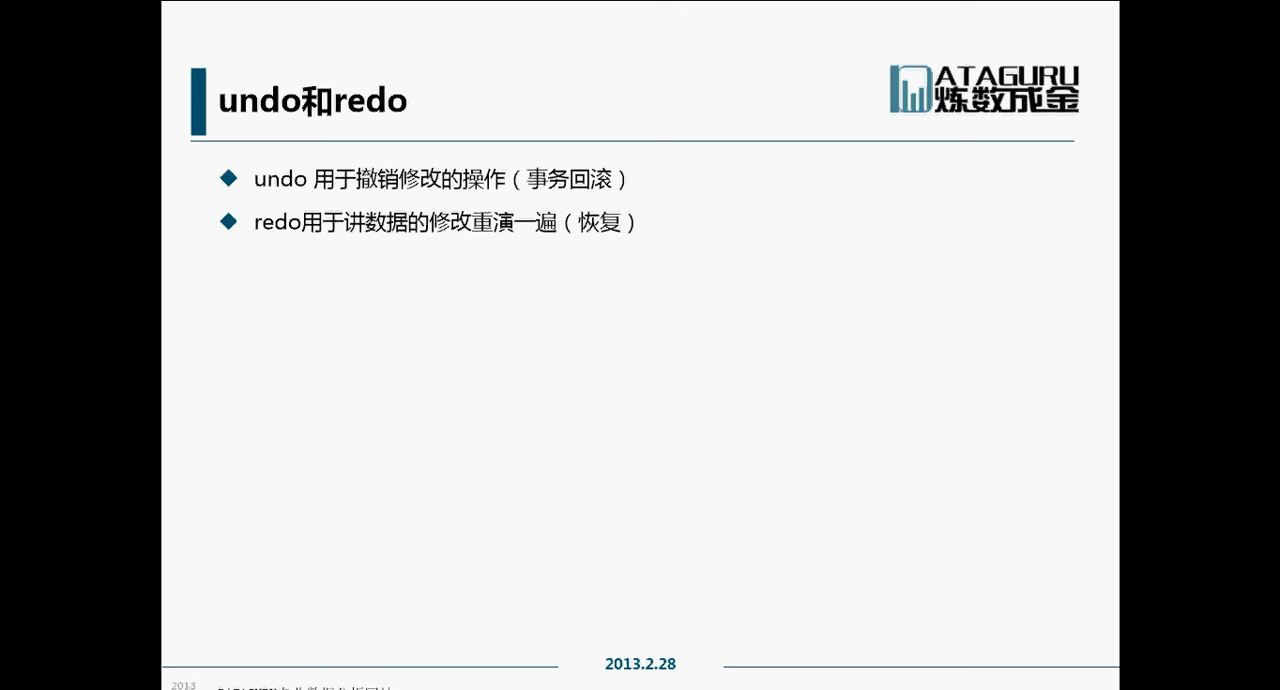 undo和redo
ATAGURU
炼数成金
undo 用于撤销修改的操作（事务回滚）
redo用于讲数据的修改重演一遍（恢复）
2013.2.28
2013